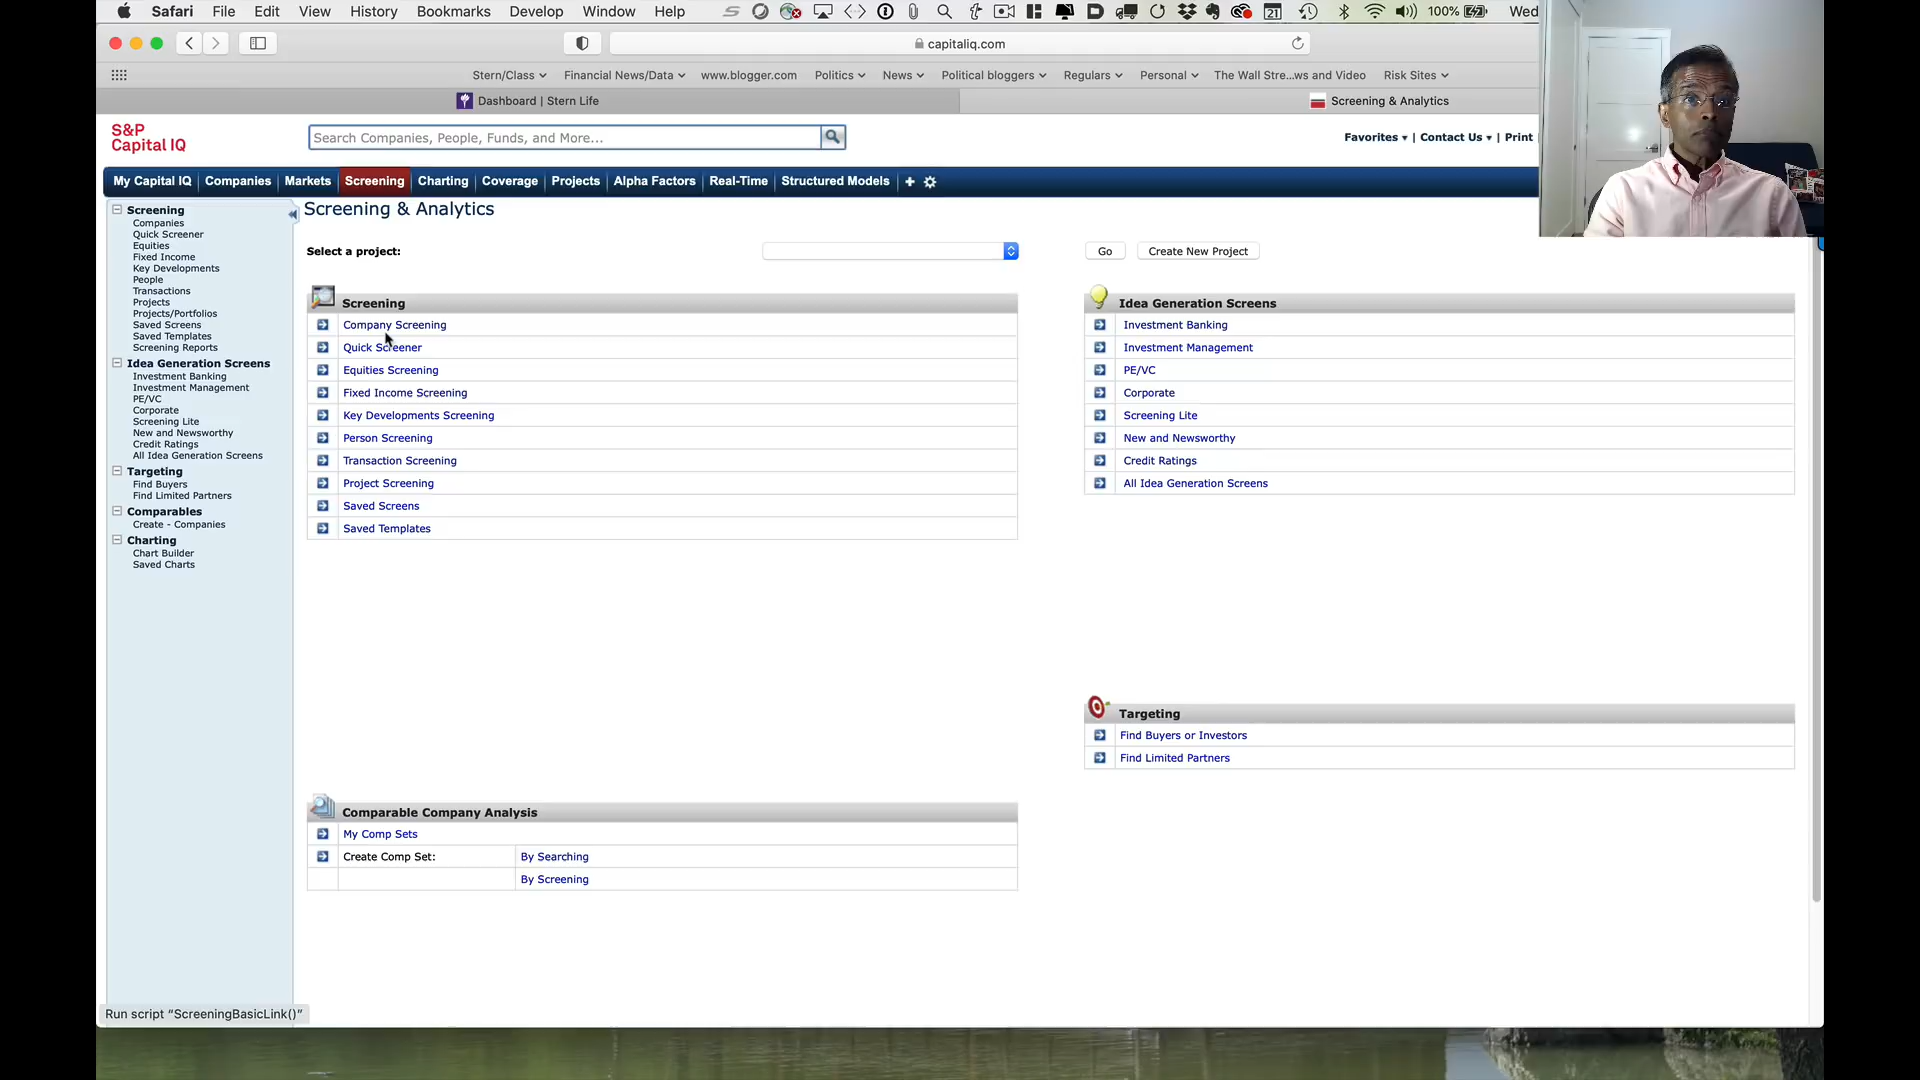 Safari File Edit View History Bookmarks Develop Window Help 100% Wed
capitaliq.com
Stern/Class Financial News/Data www.blogger.com Politics News Political bloggers Regulars Personal The Wall Stre...ws and Video Risk Sites
Dashboard | Stern Life Screening & Analytics
S&P
Capital IQ
Search Companies, People, Funds, and More...
Favorites | Contact Us | Print
My Capital IQ Companies Markets Screening Charting Coverage Projects Alpha Factors Real-Time Structured Models
Screening
Companies
Quick Screener
Equities
Fixed Income
Key Developments
People
Transactions
Projects
Projects/Portfolios
Saved Screens
Saved Templates
Screening Reports
Idea Generation Screens
Investment Banking
Investment Management
PE/VC
Corporate
Screening Lite
New and Newsworthy
Credit Ratings
All Idea Generation Screens
Targeting
Find Buyers
Find Limited Partners
Comparables
Create - Companies
Charting
Chart Builder
Saved Charts
Screening & Analytics
Select a project: Go Create New Project
Screening
Company Screening
Quick Screener
Equities Screening
Fixed Income Screening
Key Developments Screening
Person Screening
Transaction Screening
Project Screening
Saved Screens
Saved Templates
Idea Generation Screens
Investment Banking
Investment Management
PE/VC
Corporate
Screening Lite
New and Newsworthy
Credit Ratings
All Idea Generation Screens
Targeting
Find Buyers or Investors
Find Limited Partners
Comparable Company Analysis
My Comp Sets
Create Comp Set: By Searching
By Screening
Run script “ScreeningBasicLink()”